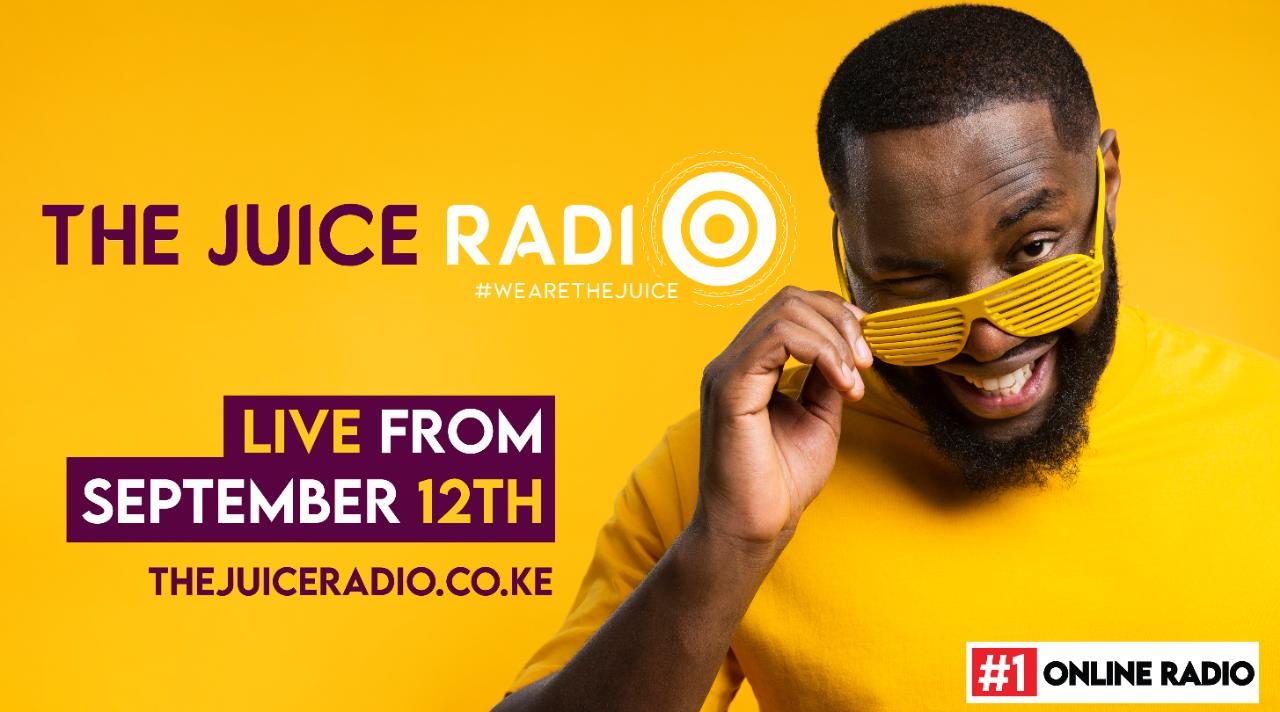 THE JUICE RADIO
#WEARETHEJUICE
LIVE FROM
SEPTEMBER 12TH
THEJUICERADIO.CO.KE
#1 ONLINE RADIO